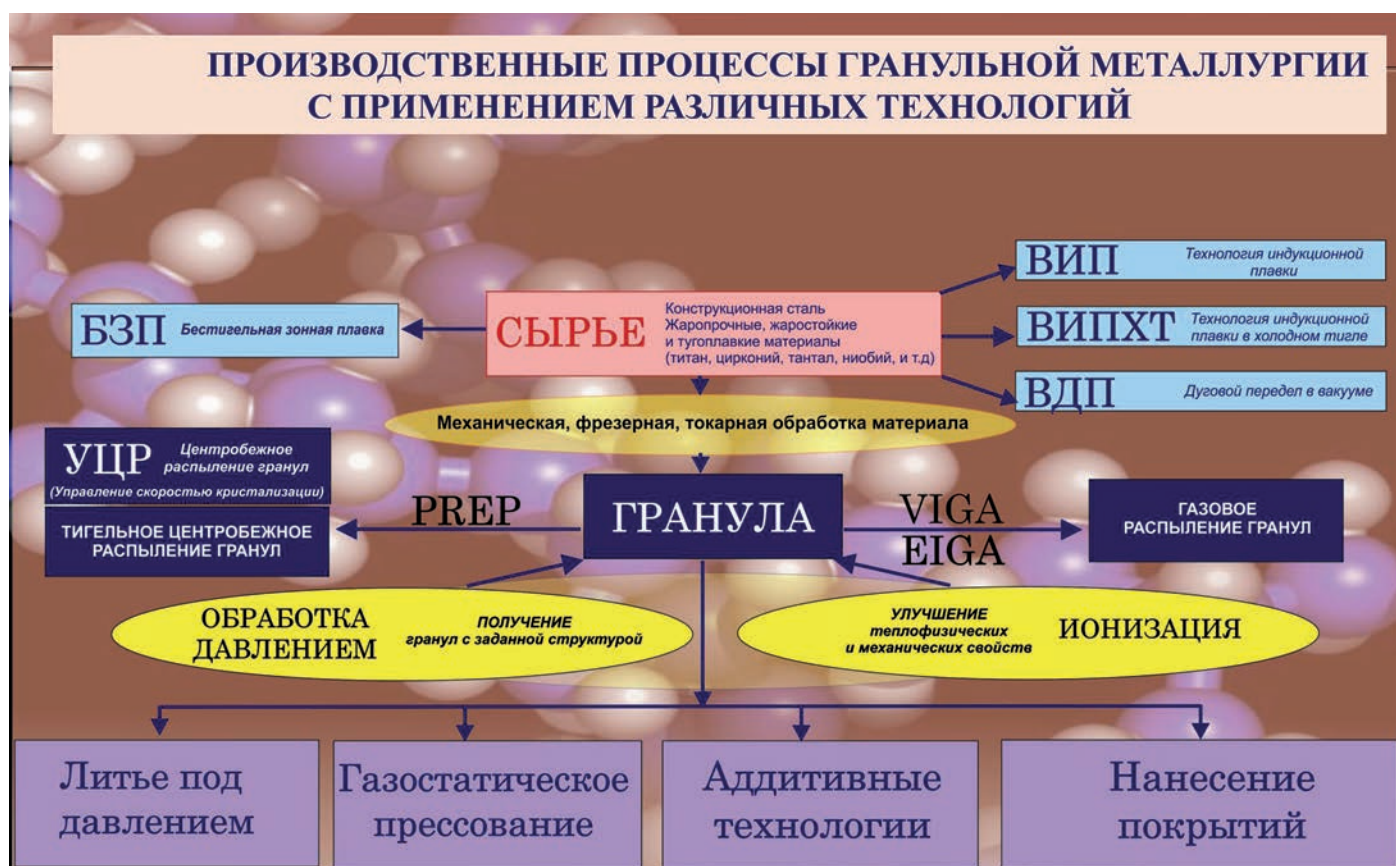 ПРОИЗВОДСТВЕННЫЕ ПРОЦЕССЫ ГРАНУЛЬНОЙ МЕТАЛЛУРГИИ
С ПРИМЕНЕНИЕМ РАЗЛИЧНЫХ ТЕХНОЛОГИЙ
БЗП Бестигельная зонная плавка
СЫРЬЕ
Конструкционная сталь
Жаропрочные, жаростойкие
и тугоплавкие материалы
(титан, цирконий, тантал, ниобий, и т.д)
ВИП
Технология индукционной
плавки
ВИПХТ
Технология индукционной
плавки в холодном тигле
ВДП Дуговой передел в вакууме
Механическая, фрезерная, токарная обработка материала
УЦР
Центробежное
распыление гранул
(Управление скоростью кристализации)
ТИГЕЛЬНОЕ ЦЕНТРОБЕЖНОЕ
РАСПЫЛЕНИЕ ГРАНУЛ
PREP
ГРАНУЛА
VIGA
EIGA
ГАЗОВОЕ
РАСПЫЛЕНИЕ ГРАНУЛ
ОБРАБОТКА
ДАВЛЕНИЕМ
ПОЛУЧЕНИЕ
гранул с заданной структурой
УЛУЧШЕНИЕ
теплофизических
и механических свойств
ИОНИЗАЦИЯ
Литье под
давлением
Газостатическое
прессование
Аддитивные
технологии
Нанесение
покрытий